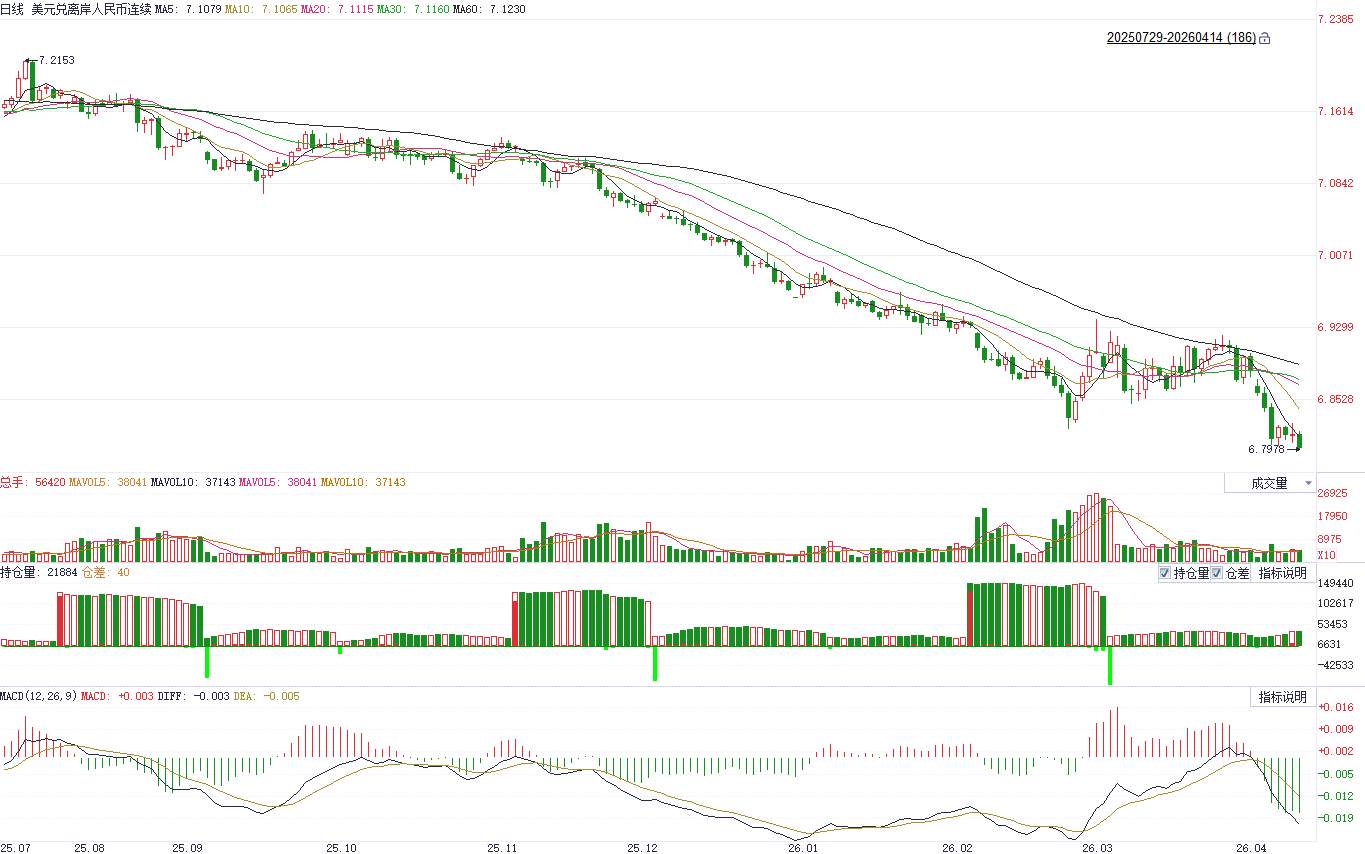 日线 美元兑离岸人民币连续 MA5: 7.1079 MA10: 7.1065 MA20: 7.1115 MA30: 7.1160 MA60: 7.1230
7.2385
20250729-20260414 (186)
7.2153
7.1614
7.0842
7.0071
6.9299
6.8528
6.7978
总手: 56420 MAVOL5: 38041 MAVOL10: 37143 MAVOL5: 38041 MAVOL10: 37143
成交量
26925
17950
8975
X10
持仓量: 21884 仓差: 40
持仓量 仓差 指标说明
149440
102617
53453
6631
-42533
MACD(12,26,9) MACD: +0.003 DIFF: -0.003 DEA: -0.005
指标说明
+0.016
+0.009
+0.002
-0.005
-0.012
-0.019
25.07 25.08 25.09 25.10 25.11 25.12 26.01 26.02 26.03 26.04